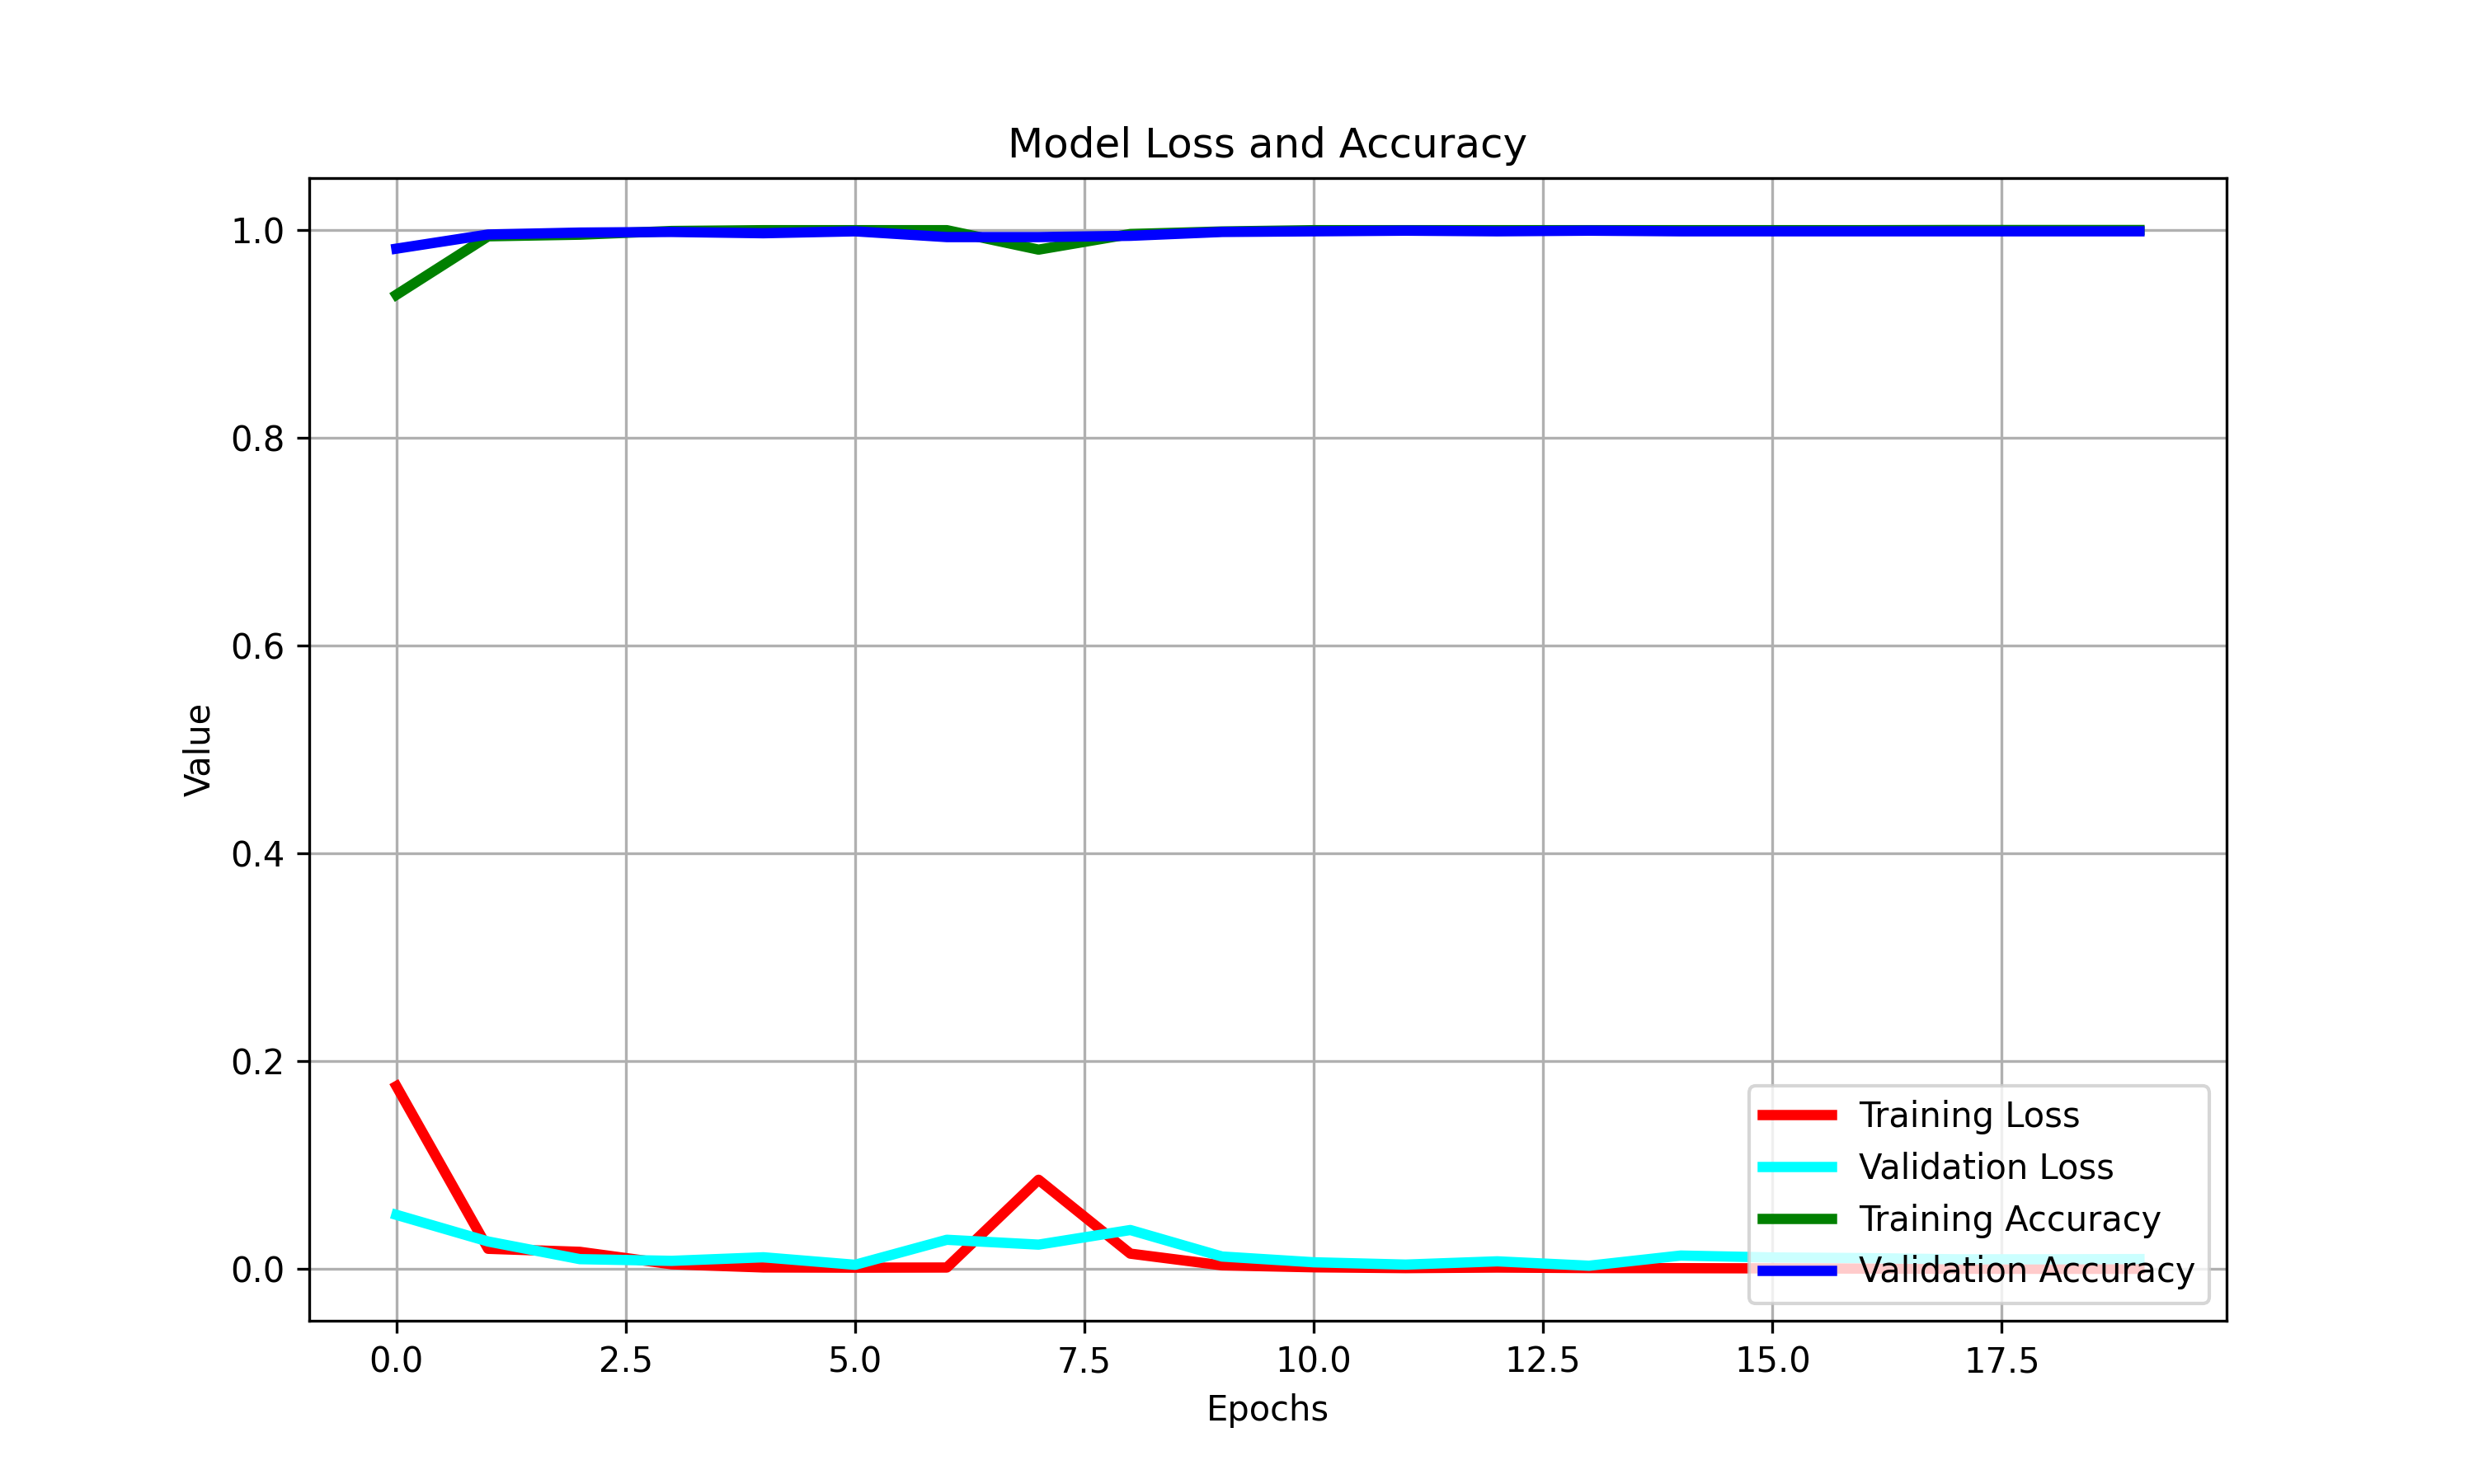 Model Loss and Accuracy
1.0
0.8
0.6
0.4
0.2
0.0
Value
Training Loss
Validation Loss
Training Accuracy
Validation Accuracy
0.0 2.5 5.0 7.5 10.0 12.5 15.0 17.5
Epochs